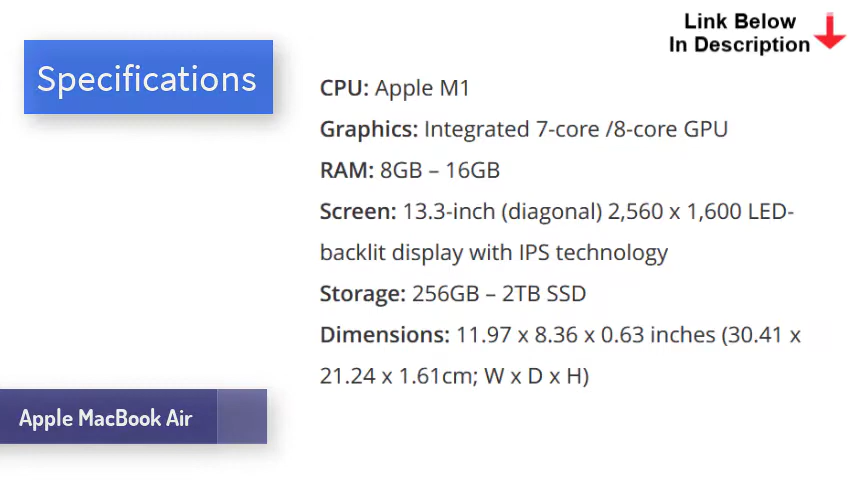 Link Below
In Description
Specifications
CPU: Apple M1
Graphics: Integrated 7-core /8-core GPU
RAM: 8GB – 16GB
Screen: 13.3-inch (diagonal) 2,560 x 1,600 LED-
backlit display with IPS technology
Storage: 256GB – 2TB SSD
Dimensions: 11.97 x 8.36 x 0.63 inches (30.41 x
21.24 x 1.61cm; W x D x H)
Apple MacBook Air